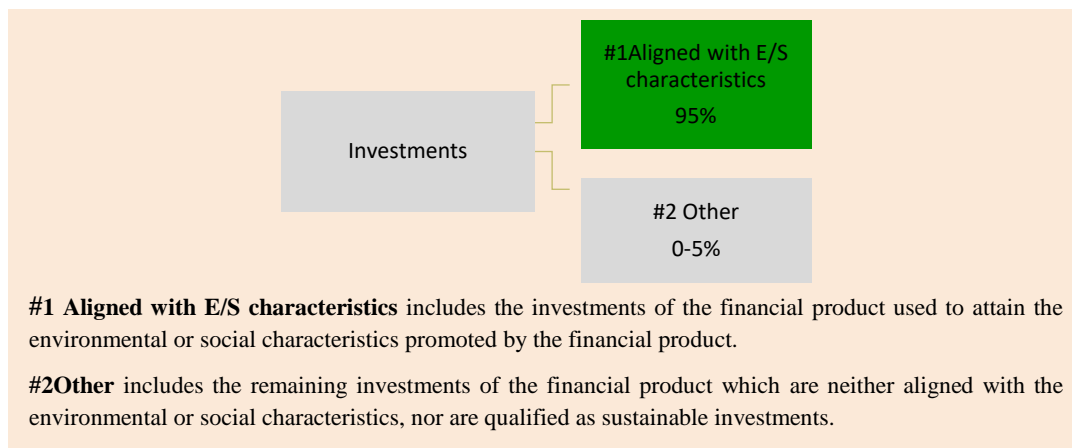 #1Aligned with E/S
characteristics
95%
Investments
#2 Other
0-5%
#1 Aligned with E/S characteristics includes the investments of the financial product used to attain the
environmental or social characteristics promoted by the financial product.
#2Other includes the remaining investments of the financial product which are neither aligned with the
environmental or social characteristics, nor are qualified as sustainable investments.